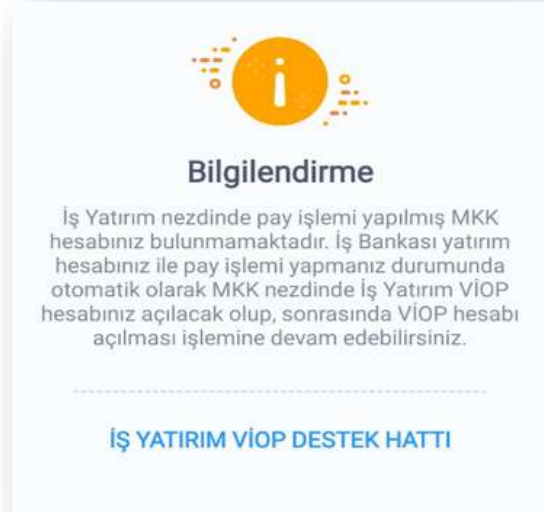 Bilgilendirme
İş Yatırım nezdinde pay işlemi yapılmış MKK
hesabınız bulunmamaktadır. İş Bankası yatırım
hesabınız ile pay işlemi yapmanız durumunda
otomatik olarak MKK nezdinde İş Yatırım VİOP
hesabınız açılacak olup, sonrasında VİOP hesabı
açılması işlemine devam edebilirsiniz.
İŞ YATIRIM VİOP DESTEK HATTI